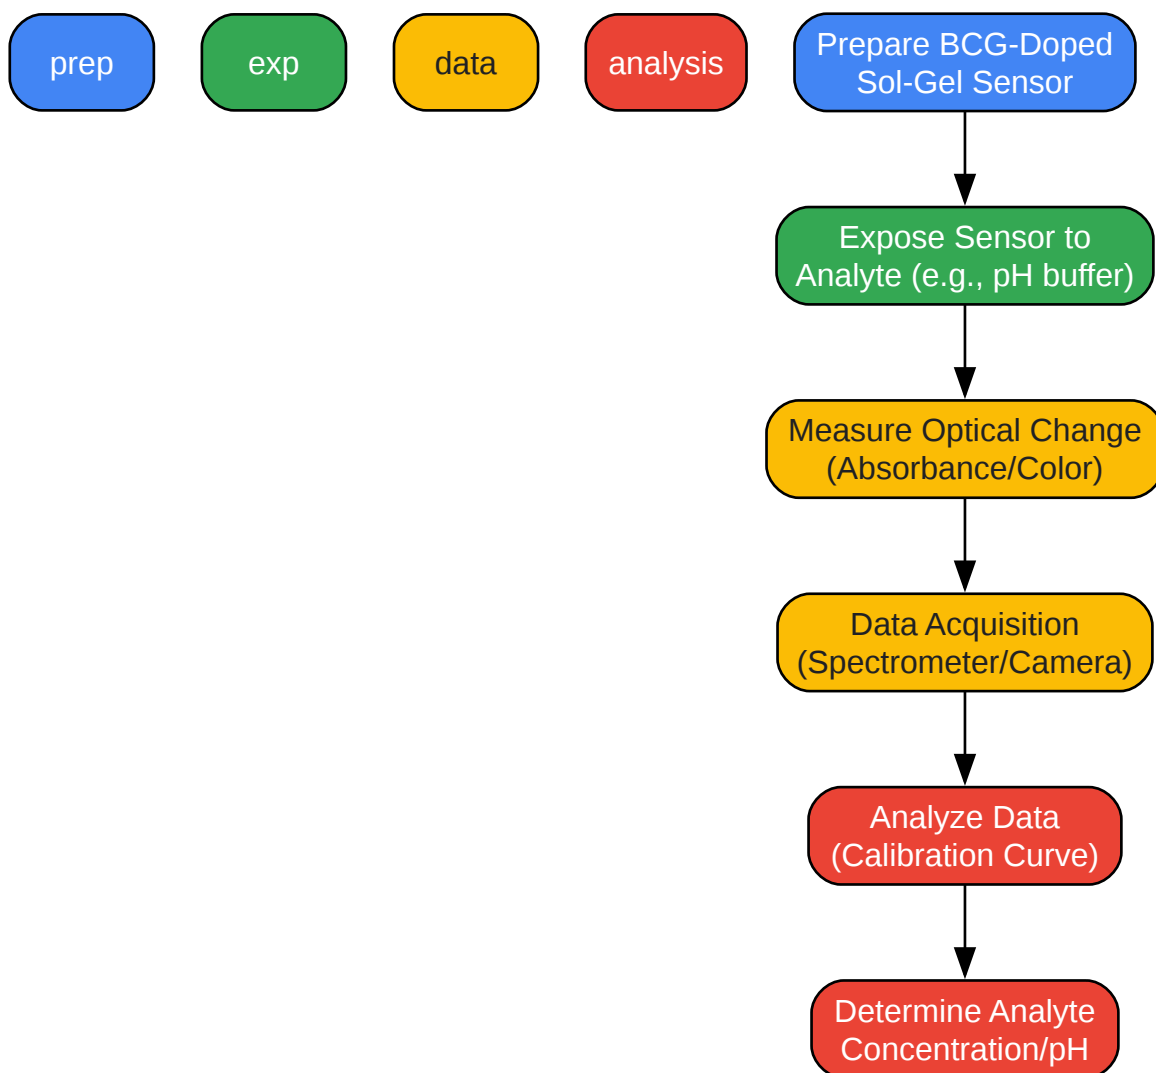 prep
exp
data
analysis
Prepare BCG-Doped
Sol-Gel Sensor
Expose Sensor to
Analyte (e.g., pH buffer)
Measure Optical Change
(Absorbance/Color)
Data Acquisition
(Spectrometer/Camera)
Analyze Data
(Calibration Curve)
Determine Analyte
Concentration/pH